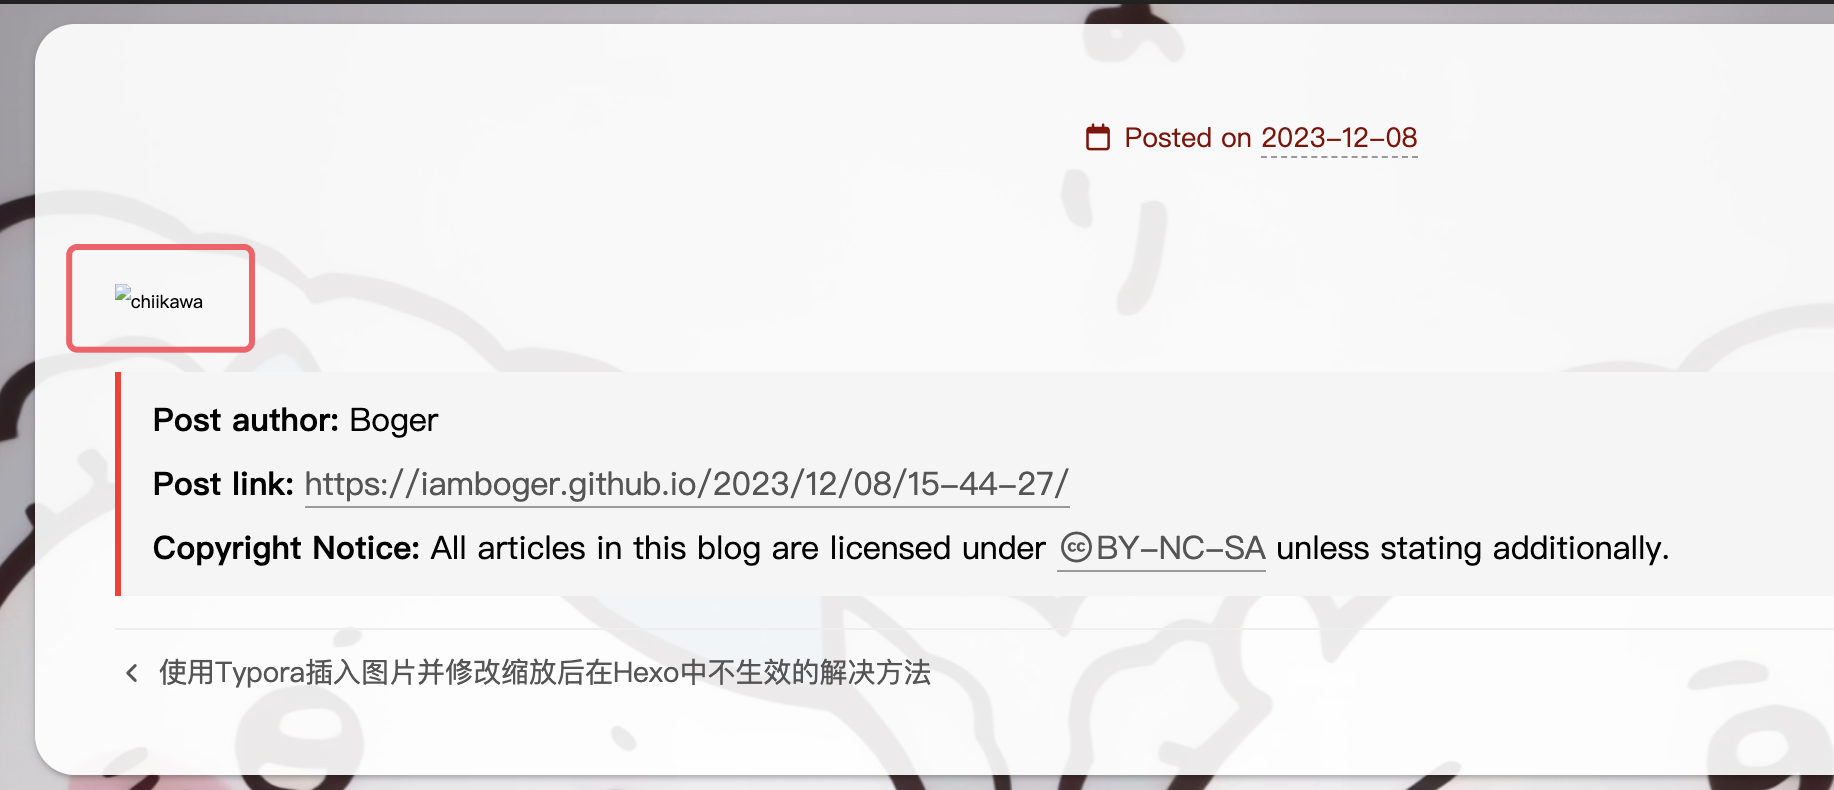 Posted on 2023-12-08
chiikawa
Post author: Boger
Post link: https://iamboger.github.io/2023/12/08/15-44-27/
Copyright Notice: All articles in this blog are licensed under cc BY-NC-SA unless stating additionally.
使用Typora插入图片并修改缩放后在Hexo中不生效的解决方法